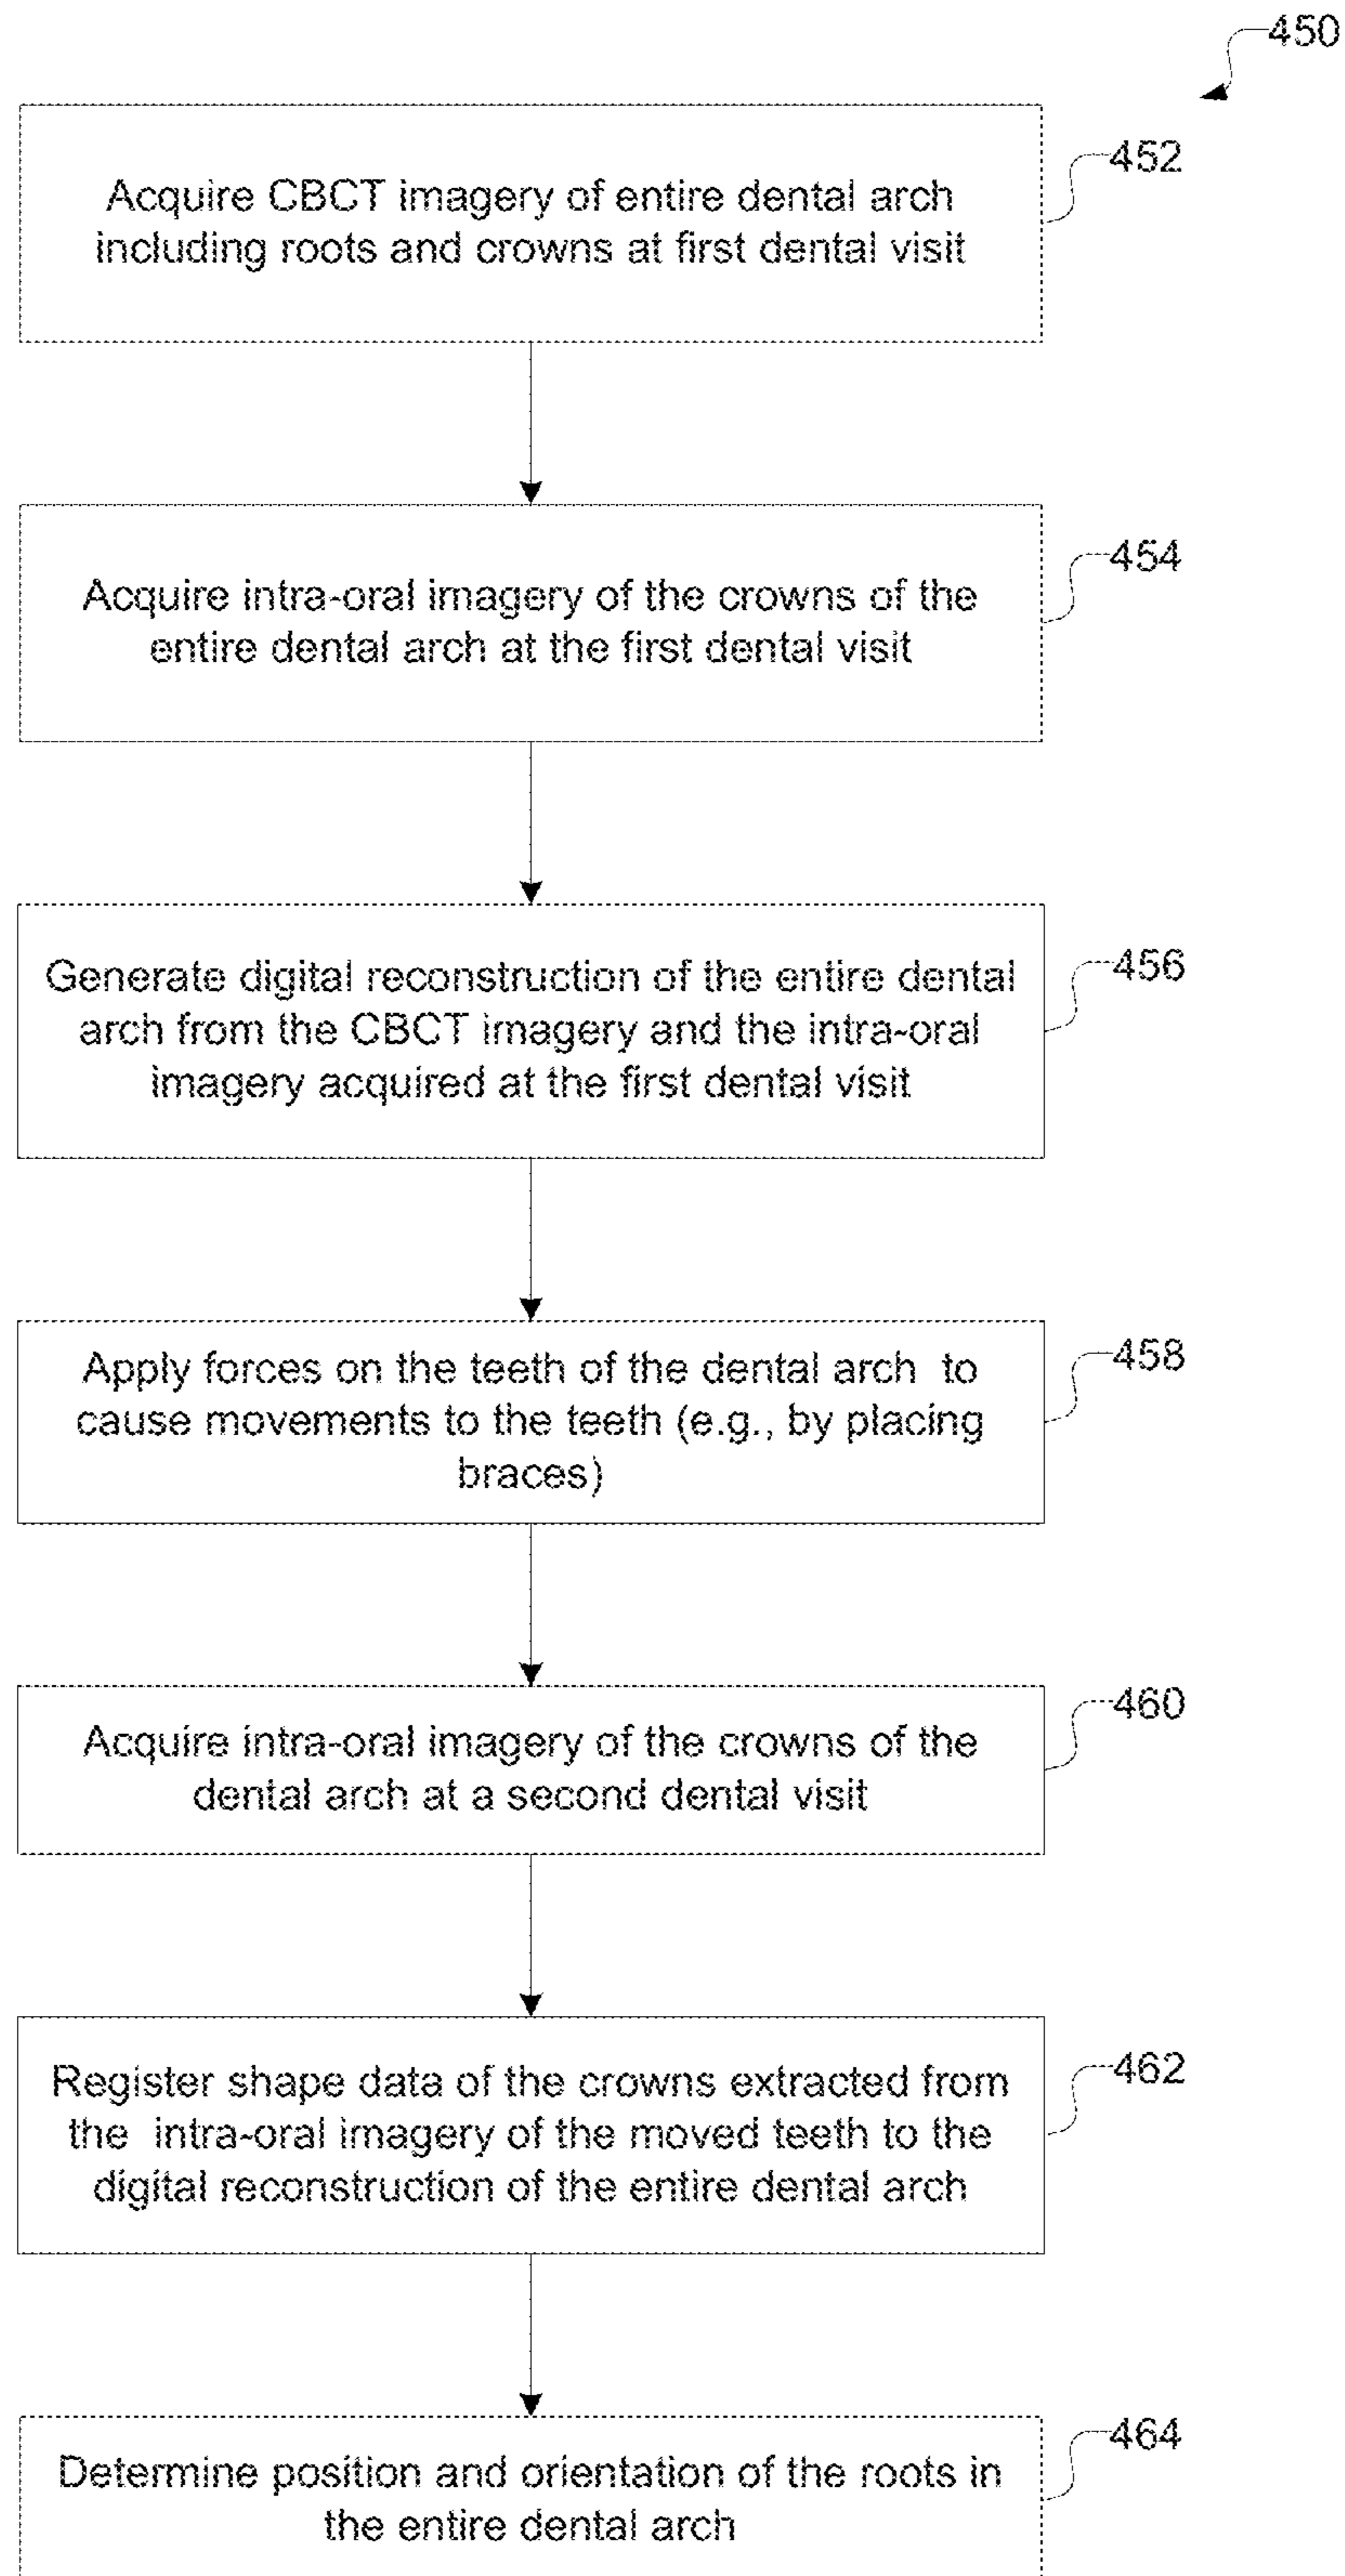 450
Acquire CBCT imagery of entire dental arch
including roots and crowns at first dental visit
452
Acquire intra-oral imagery of the crowns of the
entire dental arch at the first dental visit
454
Generate digital reconstruction of the entire dental
arch from the CBCT imagery and the intra-oral
imagery acquired at the first dental visit
456
Apply forces on the teeth of the dental arch to
cause movements to the teeth (e.g., by placing
braces)
458
Acquire intra-oral imagery of the crowns of the
dental arch at a second dental visit
460
Register shape data of the crowns extracted from
the intra-oral imagery of the moved teeth to the
digital reconstruction of the entire dental arch
462
Determine position and orientation of the roots in
the entire dental arch
464